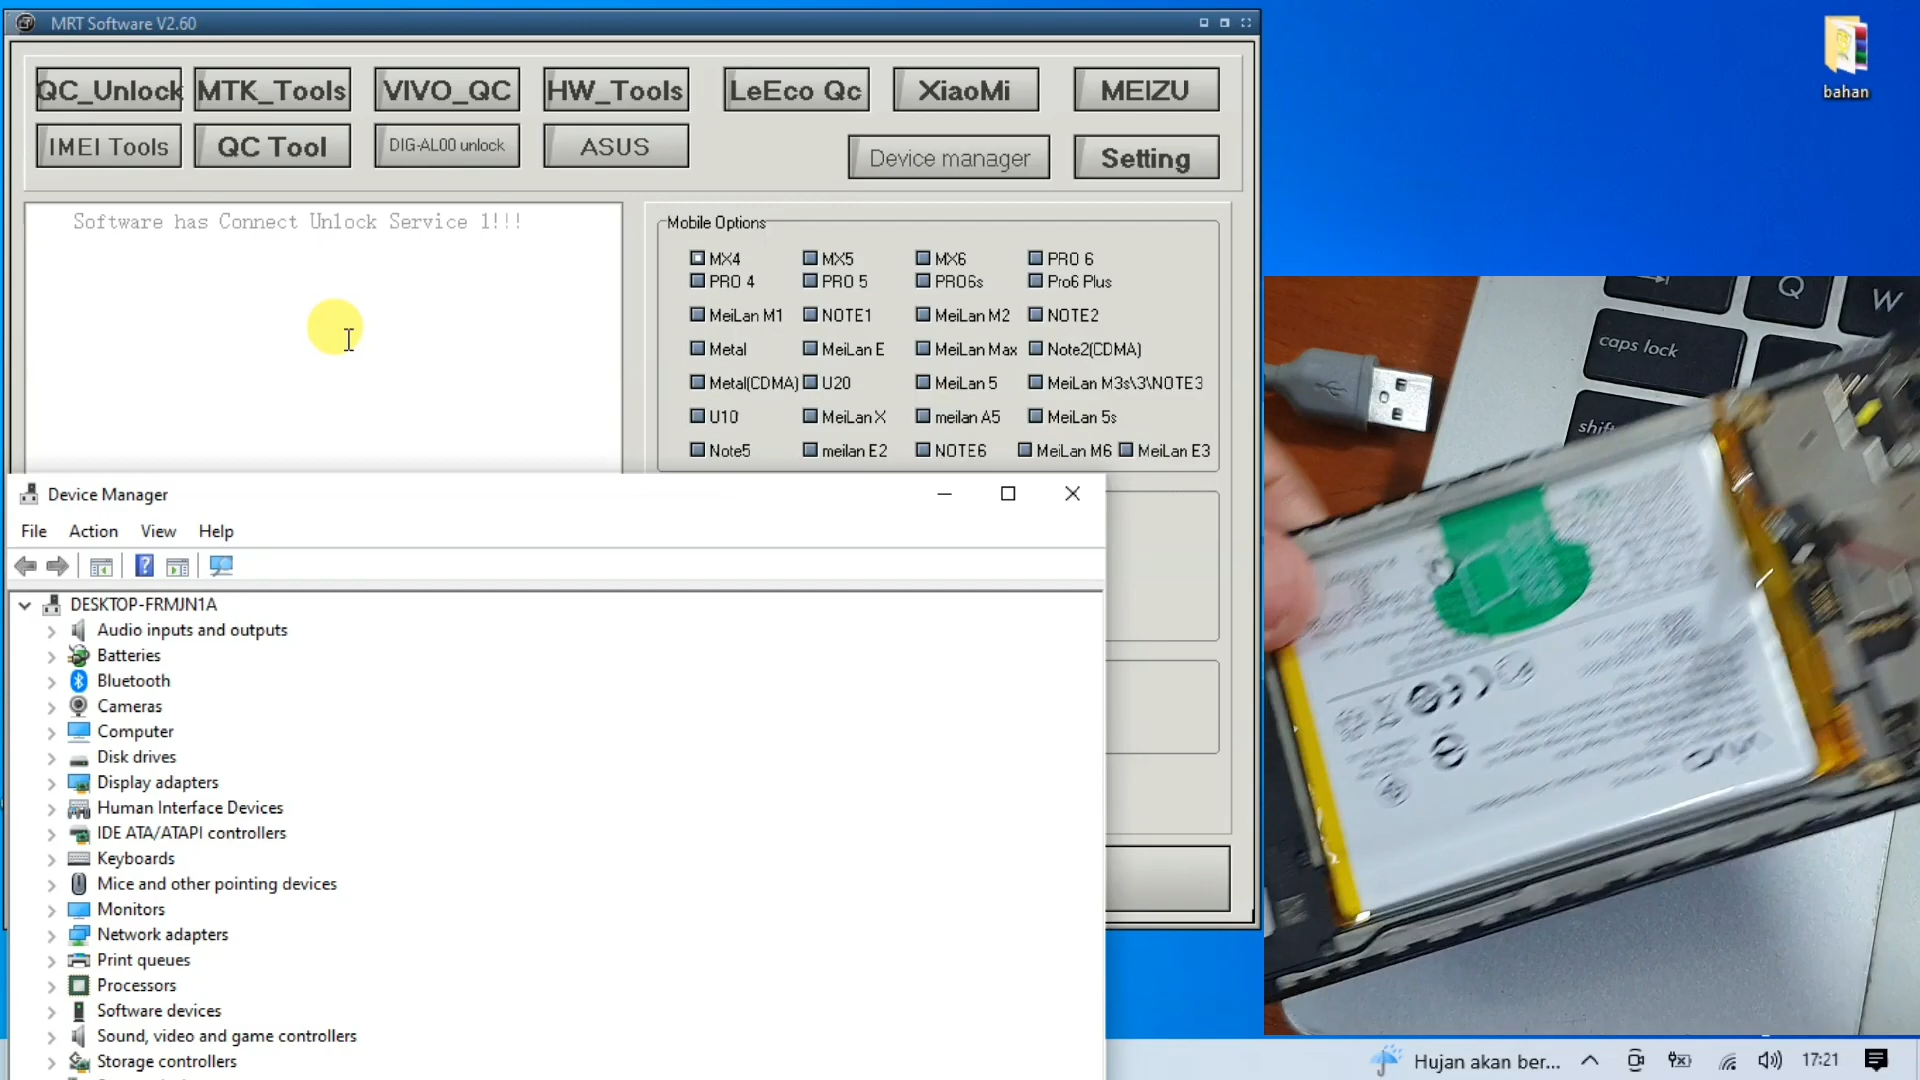 MRT Software V2.60
bahan
QC_Unlock MTK_Tools VIVO_QC HW_Tools LeEco Qc XiaoMi MEIZU
IMEI Tools QC Tool DIG-AL00 unlock ASUS Device manager Setting
Software has Connect Unlock Service 1!!!
Mobile Options
MX4 MX5 MX6 PRO 6
PRO 4 PRO 5 PRO6s Pro6 Plus
MeiLan M1 NOTE1 MeiLan M2 NOTE2
Metal MeiLan E MeiLan Max Note2(CDMA)
Metal(CDMA) U20 MeiLan 5 MeiLan M3s\3\NOTE3
U10 MeiLan X meilan A5 MeiLan 5s
Note5 meilan E2 NOTE6 MeiLan M6 MeiLan E3
Device Manager
File Action View Help
DESKTOP-FRMJN1A
Audio inputs and outputs
Batteries
Bluetooth
Cameras
Computer
Disk drives
Display adapters
Human Interface Devices
IDE ATA/ATAPI controllers
Keyboards
Mice and other pointing devices
Monitors
Network adapters
Print queues
Processors
Software devices
Sound, video and game controllers
Storage controllers
Q
W
caps lock
shift
vivo
Hujan akan ber... 17:21